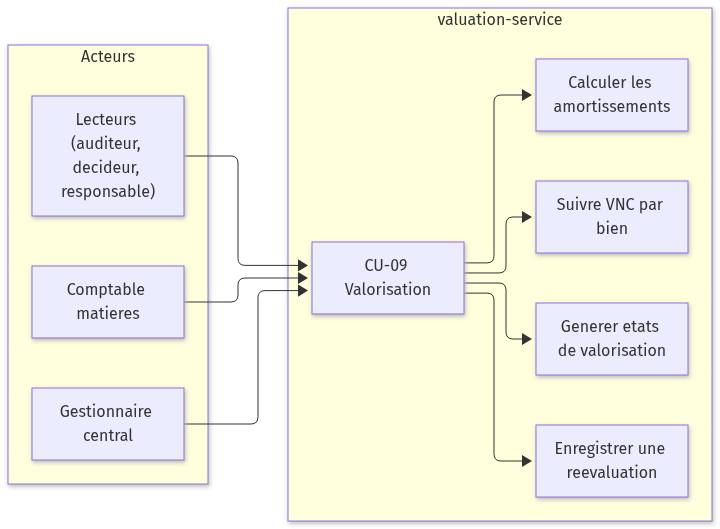 Acteurs
Lecteurs
(auditeur,
decideur,
responsable)
Comptable
matieres
Gestionnaire
central
valuation-service
CU-09
Valorisation
Calculer les
amortissements
Suivre VNC par
bien
Generer etats
de valorisation
Enregistrer une
reevaluation